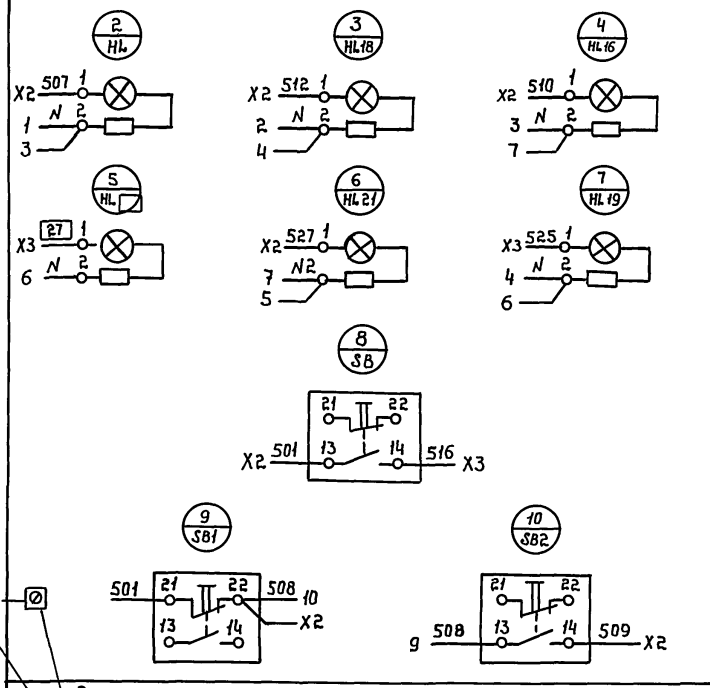 2
HL
3
HL18
4
HL16
X2 507 1
1 N 2
3
X2 512 1
2 N 2
4
X2 510 1
3 N 2
7
5
HL
6
HL21
7
HL19
X3 27 1
6 N 2
X2 527 1
7 N2 2
5
X3 525 1
4 N 2
6
8
SB
21 22
X2 501 13 14 516 X3
9
SB1
10
SB2
501 21 22 508 10
X2
13 14
21 22
9 508 13 14 509 X2